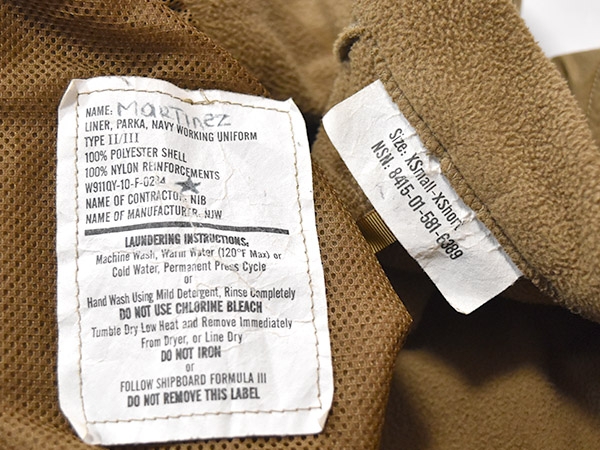 NAME: MARTINEZ
LINER, PARKA, NAVY WORKING UNIFORM
TYPE II/III
100% POLYESTER SHELL
100% NYLON REINFORCEMENTS
W911QY-10-F-0234
NAME OF CONTRACTOR: NIB
NAME OF MANUFACTURER: NJW
LAUNDERING INSTRUCTIONS:
Machine Wash, Warm Water (120°F Max) or
Cold Water, Permanent Press Cycle
or
Hand Wash Using Mild Detergent, Rinse Completely
DO NOT USE CHLORINE BLEACH
Tumble Dry Low Heat and Remove Immediately
From Dryer, or Line Dry
DO NOT IRON
or
FOLLOW SHIPBOARD FORMULA III
DO NOT REMOVE THIS LABEL
Size: XSmall-XShort
NSN: 8415-01-581-6389